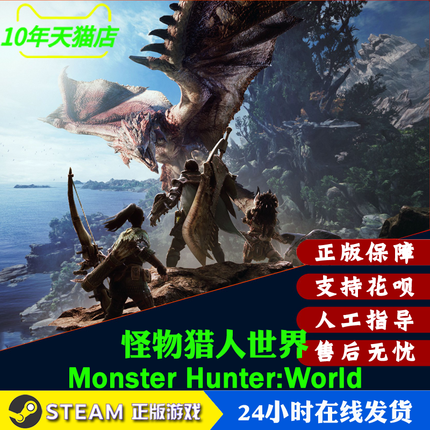 10年天猫店
正版保障
支持花呗
人工指导
售后无忧
怪物猎人世界
Monster Hunter:World
STEAM 正版游戏
24小时在线发货